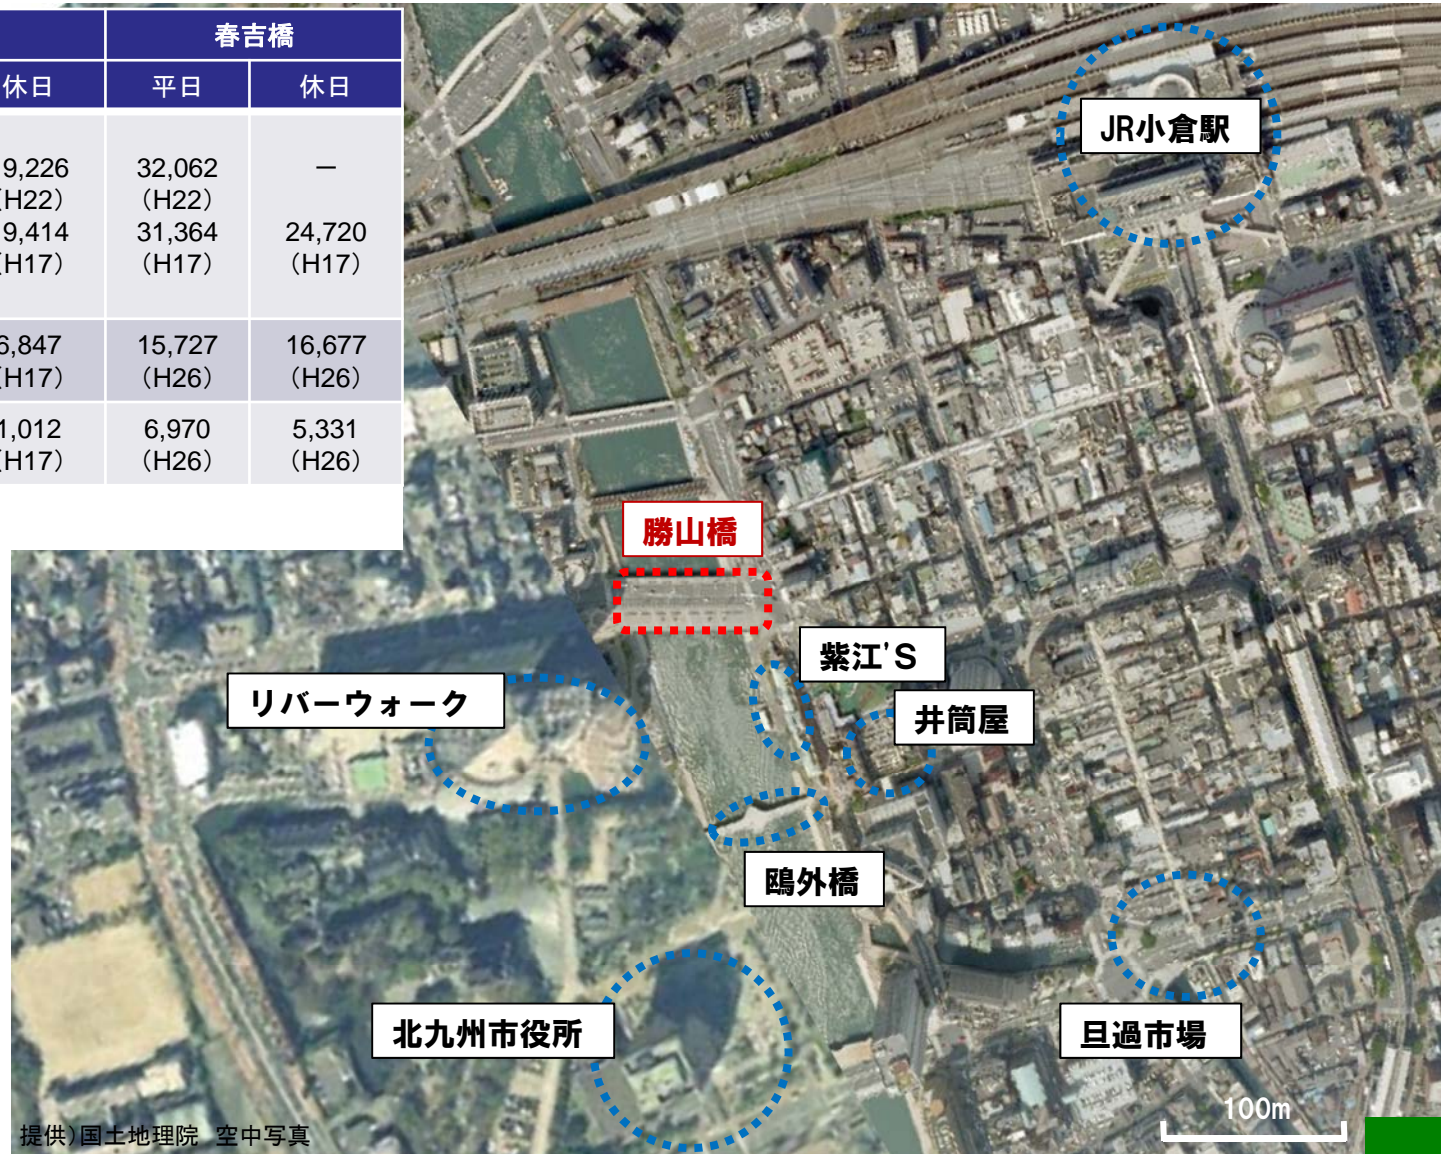 春吉橋
休日 平日 休日
9,226 32,062 －
（H22） （H22）
9,414 31,364 24,720
（H17） （H17） （H17）
6,847 15,727 16,677
（H17） （H26） （H26）
1,012 6,970 5,331
（H17） （H26） （H26）
JR小倉駅
勝山橋
紫江'S
リバーウォーク
井筒屋
鴎外橋
北九州市役所
旦過市場
100m
提供）国土地理院 空中写真